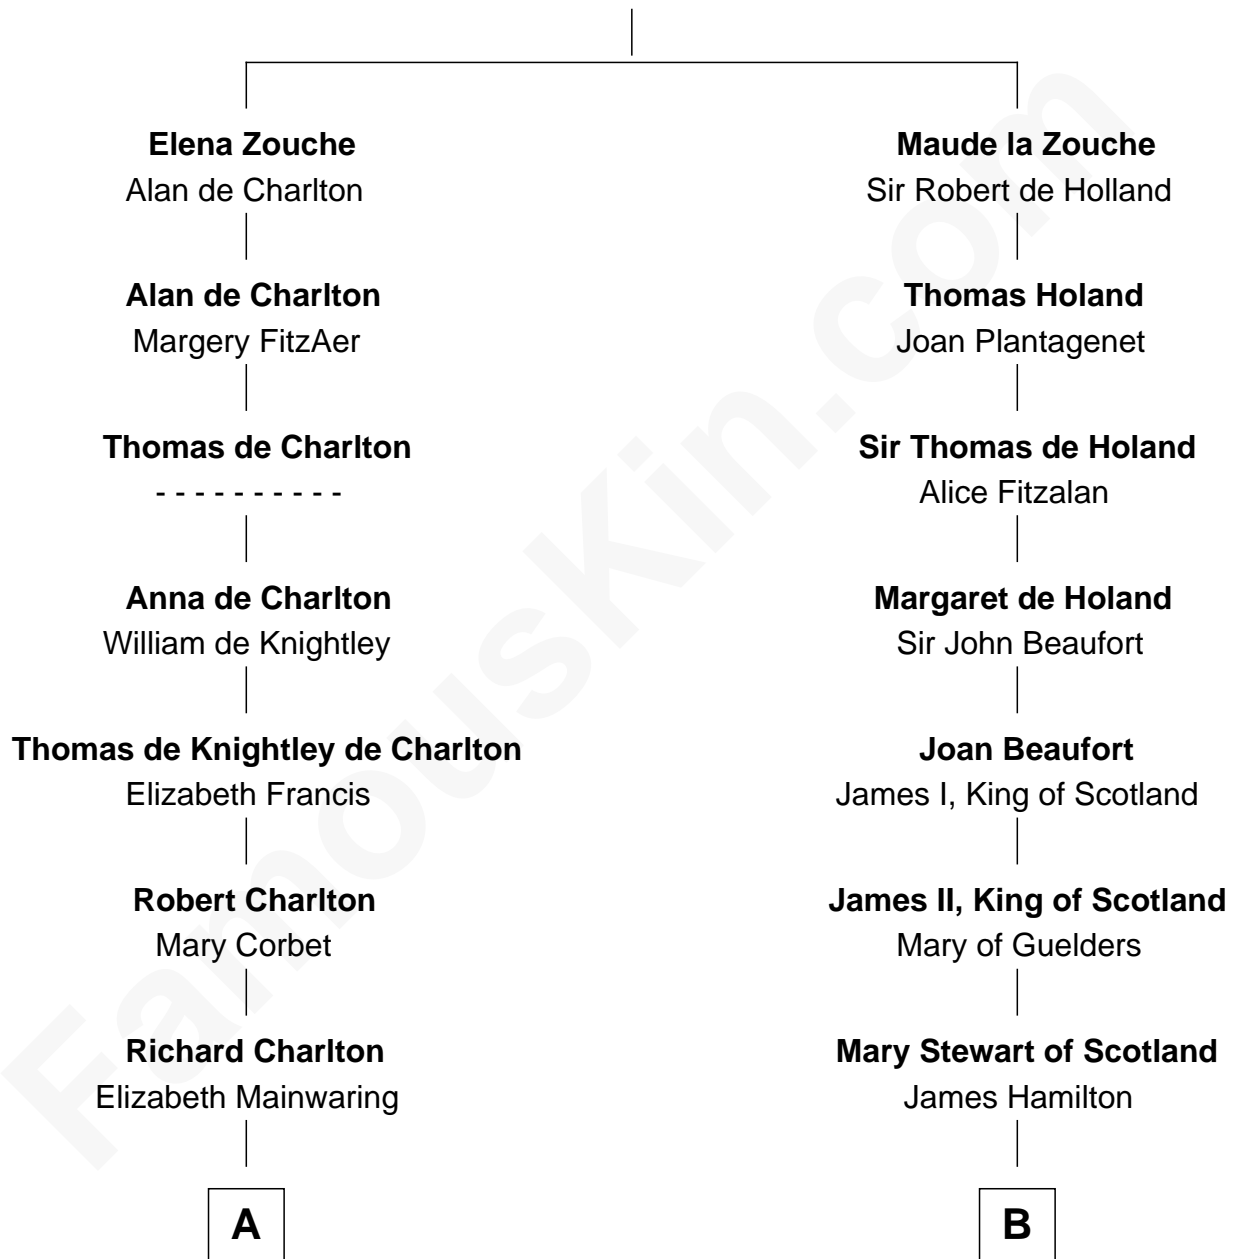 Elena Zouche
Alan de Charlton
Alan de Charlton
Margery FitzAer
Thomas de Charlton
- - - - - - - - - -
Anna de Charlton
William de Knightley
Thomas de Knightley de Charlton
Elizabeth Francis
Robert Charlton
Mary Corbet
Richard Charlton
Elizabeth Mainwaring
A
Maude la Zouche
Sir Robert de Holland
Thomas Holand
Joan Plantagenet
Sir Thomas de Holand
Alice Fitzalan
Margaret de Holand
Sir John Beaufort
Joan Beaufort
James I, King of Scotland
James II, King of Scotland
Mary of Guelders
Mary Stewart of Scotland
James Hamilton
B
FamousKin.com